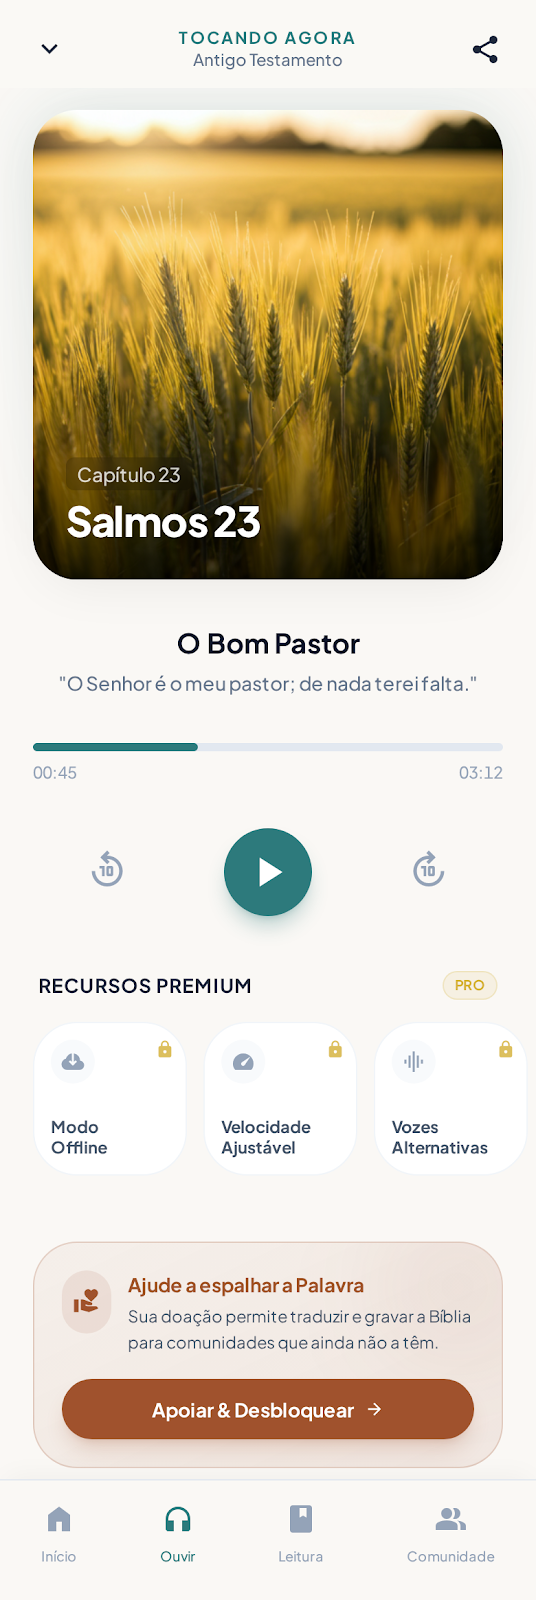 TOCANDO AGORA
Antigo Testamento
Capítulo 23
Salmos 23
O Bom Pastor
"O Senhor é o meu pastor; de nada terei falta."
00:45
03:12
10
10
RECURSOS PREMIUM
PRO
Modo
Offline
Velocidade
Ajustável
Vozes
Alternativas
Ajude a espalhar a Palavra
Sua doação permite traduzir e gravar a Bíblia
para comunidades que ainda não a têm.
Apoiar & Desbloquear
Início
Ouvir
Leitura
Comunidade